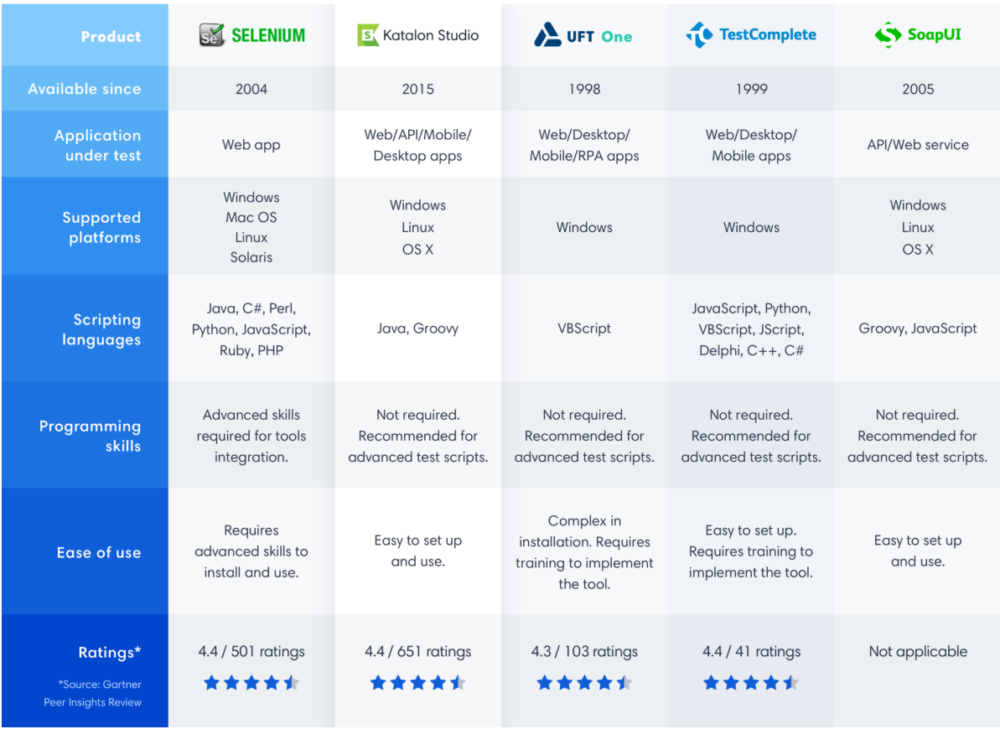 Product
Se SELENIUM
K Katalon Studio
UFT One
TestComplete
SoapUI
Available since
2004
2015
1998
1999
2005
Application
under test
Web app
Web/API/Mobile/
Desktop apps
Web/Desktop/
Mobile/RPA apps
Web/Desktop/
Mobile apps
API/Web service
Supported
platforms
Windows
Mac OS
Linux
Solaris
Windows
Linux
OS X
Windows
Windows
Windows
Linux
OS X
Scripting
languages
Java, C#, Perl,
Python, JavaScript,
Ruby, PHP
Java, Groovy
VBScript
JavaScript, Python,
VBScript, JScript,
Delphi, C++, C#
Groovy, JavaScript
Programming
skills
Advanced skills
required for tools
integration.
Not required.
Recommended for
advanced test scripts.
Not required.
Recommended for
advanced test scripts.
Not required.
Recommended for
advanced test scripts.
Not required.
Recommended for
advanced test scripts.
Ease of use
Requires
advanced skills to
install and use.
Easy to set up
and use.
Complex in
installation. Requires
training to implement
the tool.
Easy to set up.
Requires training to
implement the tool.
Easy to set up
and use.
Ratings*
*Source: Gartner
Peer Insights Review
4.4 / 501 ratings
4.4 / 651 ratings
4.3 / 103 ratings
4.4 / 41 ratings
Not applicable